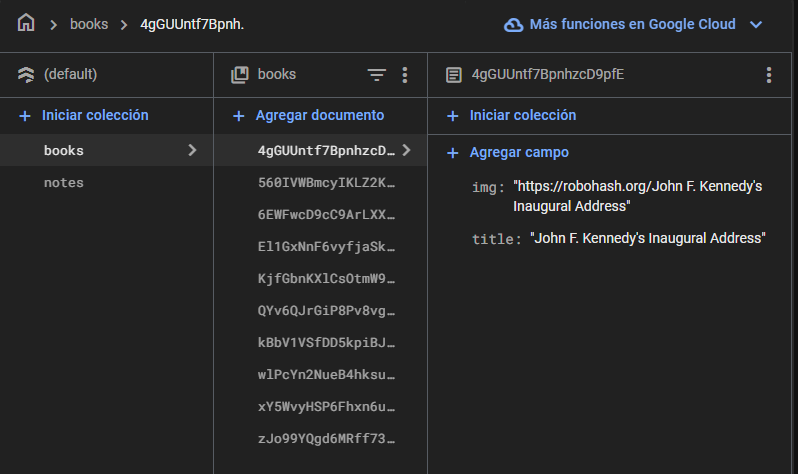 books
4gGUUntf7Bpnh.
Más funciones en Google Cloud
(default)
books
4gGUUntf7BpnhzcD9pfE
Iniciar colección
Agregar documento
Iniciar colección
books
notes
4gGUUntf7BpnhzcD…
560IVWBmcyIKLZ2K…
6EWFwcD9cC9ArLXX…
El1GxNnF6vyfjaSk…
KjfGbnKXlCsOtmW9…
QYv6QJrGiP8Pv8vg…
kBbV1VSfDD5kpiBJ…
wlPcYn2NueB4hksu…
xY5WvyHSP6Fhxn6u…
zJo99YQgd6MRff73…
Agregar campo
img: "https://robohash.org/John F. Kennedy's
Inaugural Address"
title: "John F. Kennedy's Inaugural Address"